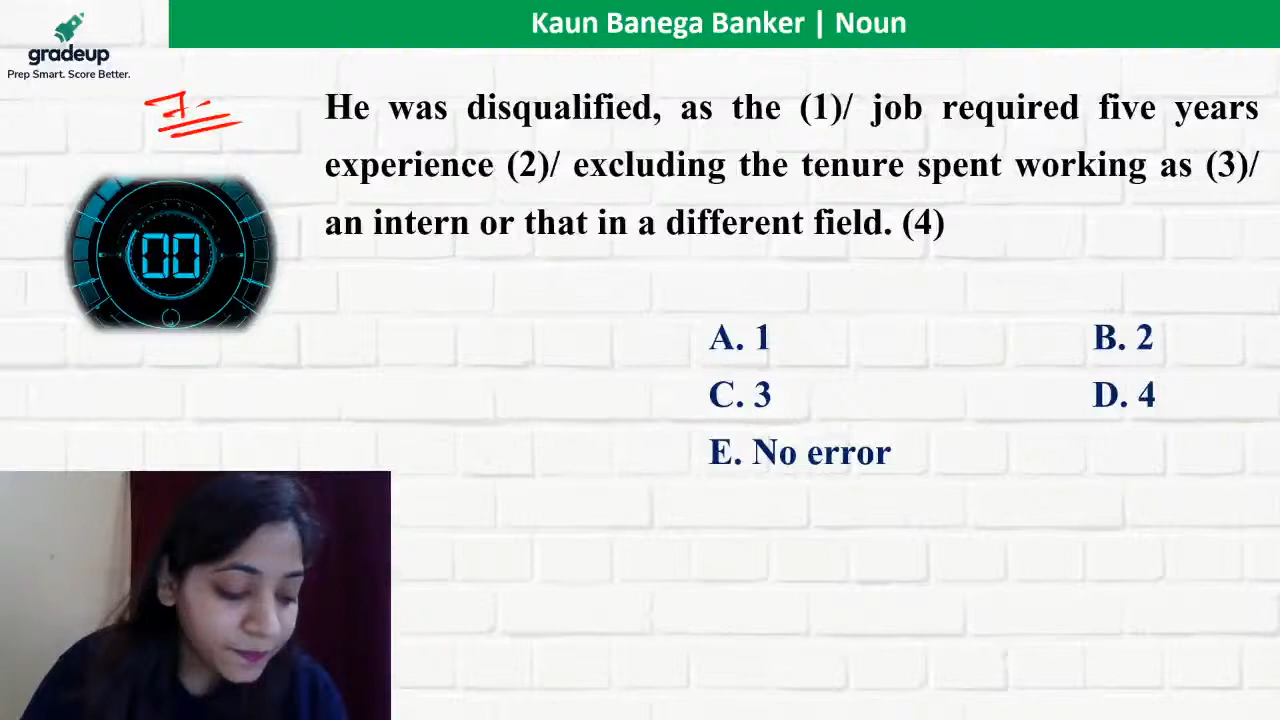 Kaun Banega Banker | Noun
gradeup
Prep Smart. Score Better.
7.
He was disqualified, as the (1)/ job required five years
experience (2)/ excluding the tenure spent working as (3)/
an intern or that in a different field. (4)
00
A. 1
B. 2
C. 3
D. 4
E. No error